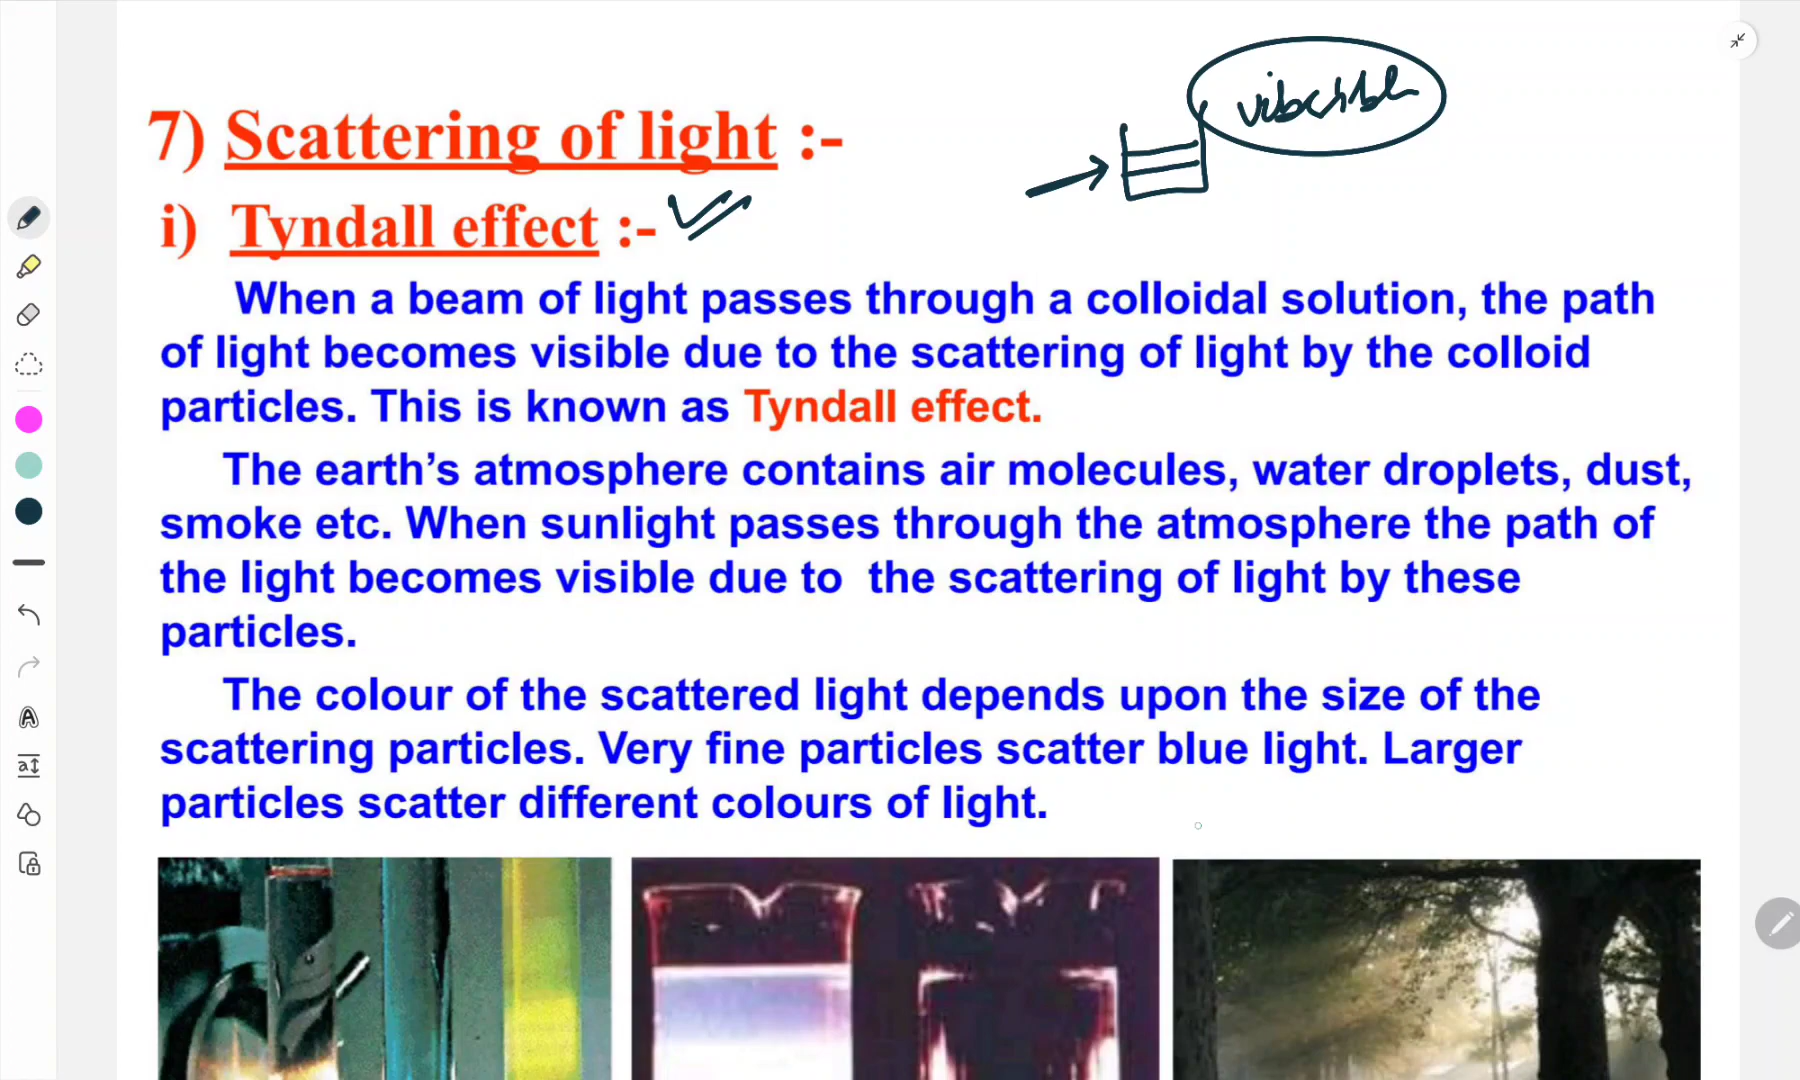 7) Scattering of light :-
i) Tyndall effect :-
When a beam of light passes through a colloidal solution, the path
of light becomes visible due to the scattering of light by the colloid
particles. This is known as Tyndall effect.
The earth’s atmosphere contains air molecules, water droplets, dust,
smoke etc. When sunlight passes through the atmosphere the path of
the light becomes visible due to the scattering of light by these
particles.
The colour of the scattered light depends upon the size of the
scattering particles. Very fine particles scatter blue light. Larger
particles scatter different colours of light.